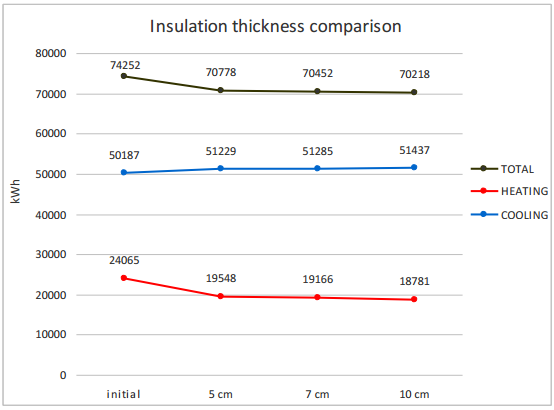 Insulation thickness comparison
80000
70000
60000
50000
40000
30000
20000
10000
0
kWh
74252
70778
70452
70218
50187
51229
51285
51437
24065
19548
19166
18781
initial
5 cm
7 cm
10 cm
TOTAL
HEATING
COOLING